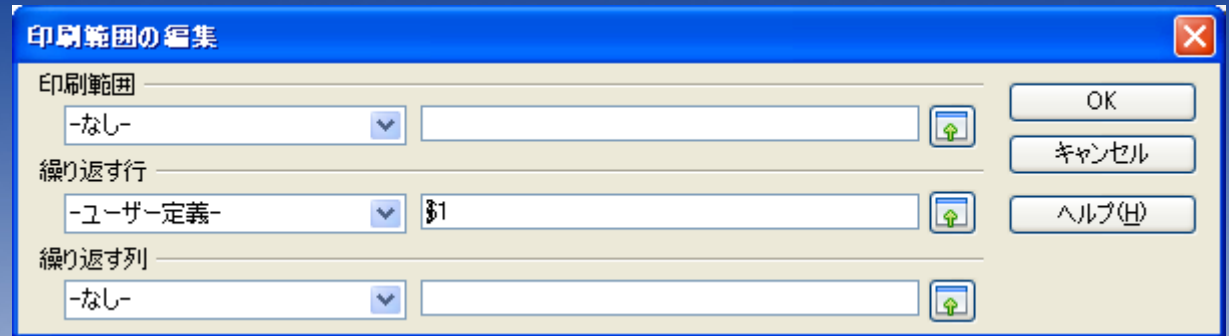 印刷範囲の編集
印刷範囲
-なし-
OK
キャンセル
繰り返す行
-ユーザー定義-
$1
ヘルプ(H)
繰り返す列
-なし-